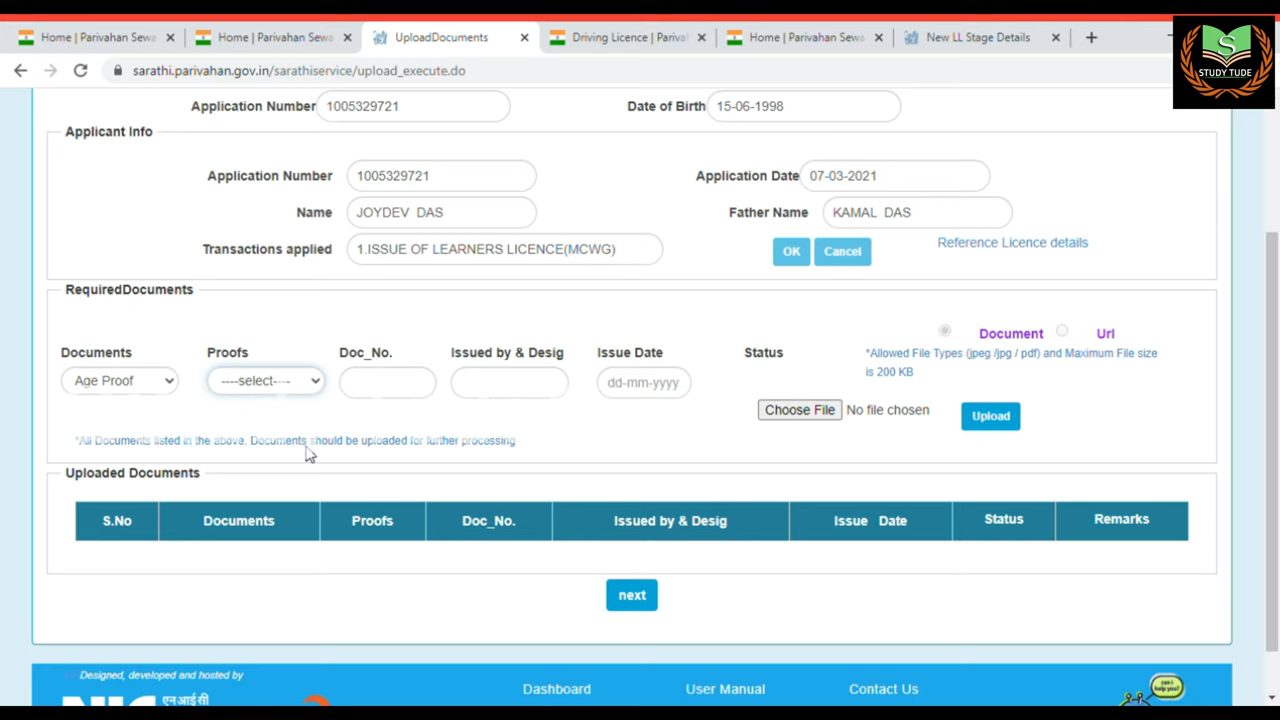 Home | Parivahan Sewa
Home | Parivahan Sewa
UploadDocuments
Driving Licence | Parivah
Home | Parivahan Sewa
New LL Stage Details
sarathi.parivahan.gov.in/sarathiservice/upload_execute.do
S
STUDY TUDE
Application Number 1005329721 Date of Birth 15-06-1998
Applicant Info
Application Number 1005329721 Application Date 07-03-2021
Name JOYDEV DAS Father Name KAMAL DAS
Transactions applied 1.ISSUE OF LEARNERS LICENCE(MCWG) OK Cancel Reference Licence details
RequiredDocuments
Document Url
Documents Proofs Doc_No. Issued by & Desig Issue Date Status
*Allowed File Types (jpeg /jpg / pdf) and Maximum File size
is 200 KB
Age Proof ----select---- dd-mm-yyyy
Choose File No file chosen Upload
*All Documents listed in the above. Documents should be uploaded for further processing
Uploaded Documents
S.No Documents Proofs Doc_No. Issued by & Desig Issue Date Status Remarks
next
Designed, developed and hosted by
NIC एन आई सी
Dashboard User Manual Contact Us
can i
help you?